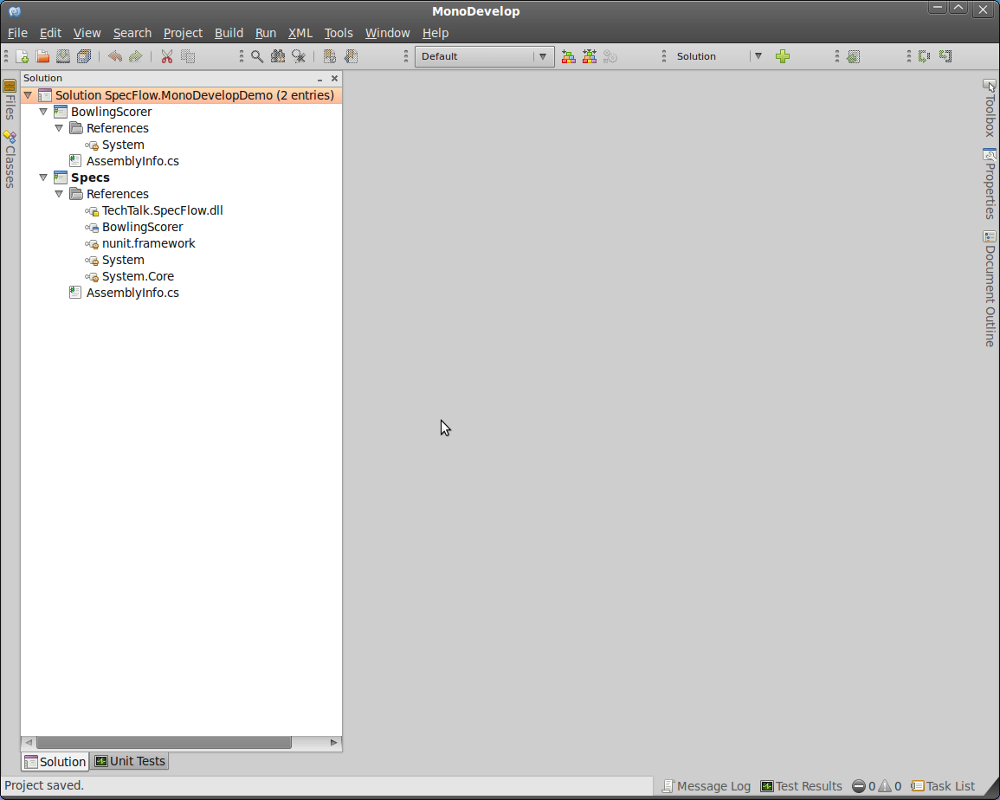 MonoDevelop
File Edit View Search Project Build Run XML Tools Window Help
Default Solution
Files
Classes
Solution
Solution SpecFlow.MonoDevelopDemo (2 entries)
BowlingScorer
References
System
AssemblyInfo.cs
Specs
References
TechTalk.SpecFlow.dll
BowlingScorer
nunit.framework
System
System.Core
AssemblyInfo.cs
Toolbox
Properties
Document Outline
Solution Unit Tests
Project saved. Message Log Test Results 0 0 Task List